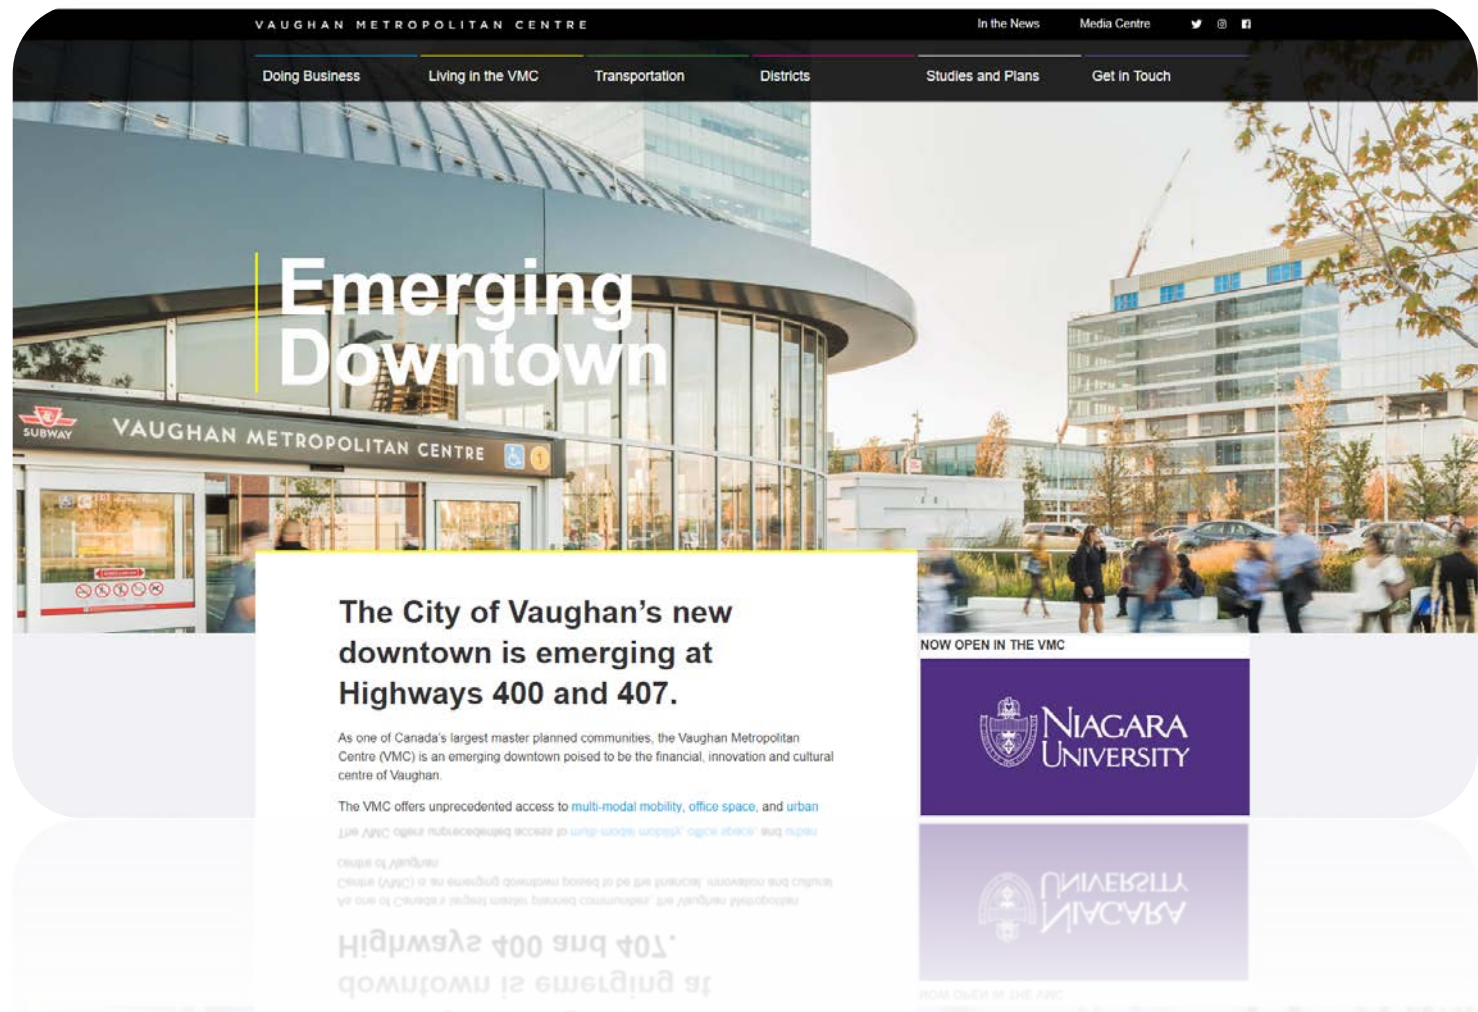 VAUGHAN METROPOLITAN CENTRE
In the News
Media Centre
Doing Business
Living in the VMC
Transportation
Districts
Studies and Plans
Get in Touch
Emerging
Downtown
SUBWAY
VAUGHAN METROPOLITAN CENTRE
1
The City of Vaughan's new
downtown is emerging at
Highways 400 and 407.
As one of Canada's largest master planned communities, the Vaughan Metropolitan
Centre (VMC) is an emerging downtown poised to be the financial, innovation and cultural
centre of Vaughan.
The VMC offers unprecedented access to multi-modal mobility, office space, and urban
NOW OPEN IN THE VMC
NIAGARA
UNIVERSITY